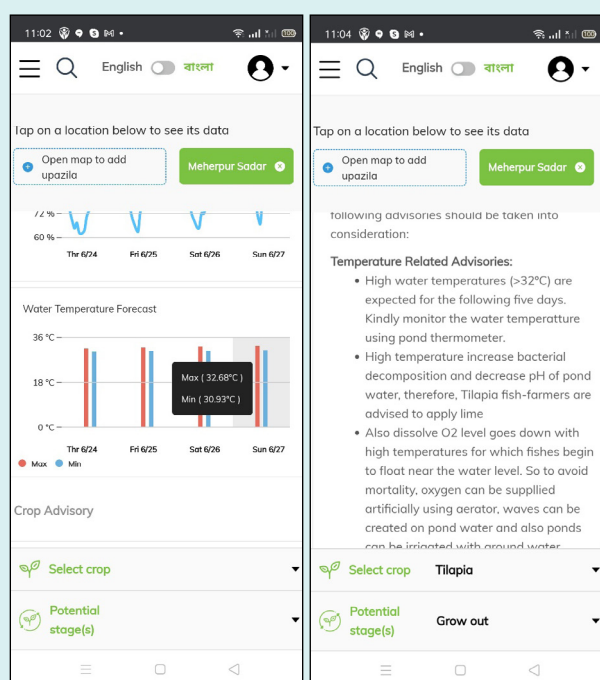 11:02
English বাংলা
Tap on a location below to see its data
Open map to add
upazila
Meherpur Sadar
72 %
60 %
Thr 6/24 Fri 6/25 Sat 6/26 Sun 6/27
Water Temperature Forecast
36 °C
18 °C
0 °C
Max ( 32.68°C )
Min ( 30.93°C )
Thr 6/24 Fri 6/25 Sat 6/26 Sun 6/27
Max Min
Crop Advisory
Select crop
Potential
stage(s)
11:04
English বাংলা
Tap on a location below to see its data
Open map to add
upazila
Meherpur Sadar
following advisories should be taken into
consideration:
Temperature Related Advisories:
• High water temperatures (>32°C) are
expected for the following five days.
Kindly monitor the water temperatture
using pond thermometer.
• High temperature increase bacterial
decomposition and decrease pH of pond
water, therefore, Tilapia fish-farmers are
advised to apply lime
• Also dissolve O2 level goes down with
high temperatures for which fishes begin
to float near the water level. So to avoid
mortality, oxygen can be suppllied
artificially using aerator, waves can be
created on pond water and also ponds
can be irrigated with ground water
Select crop Tilapia
Potential
stage(s)
Grow out